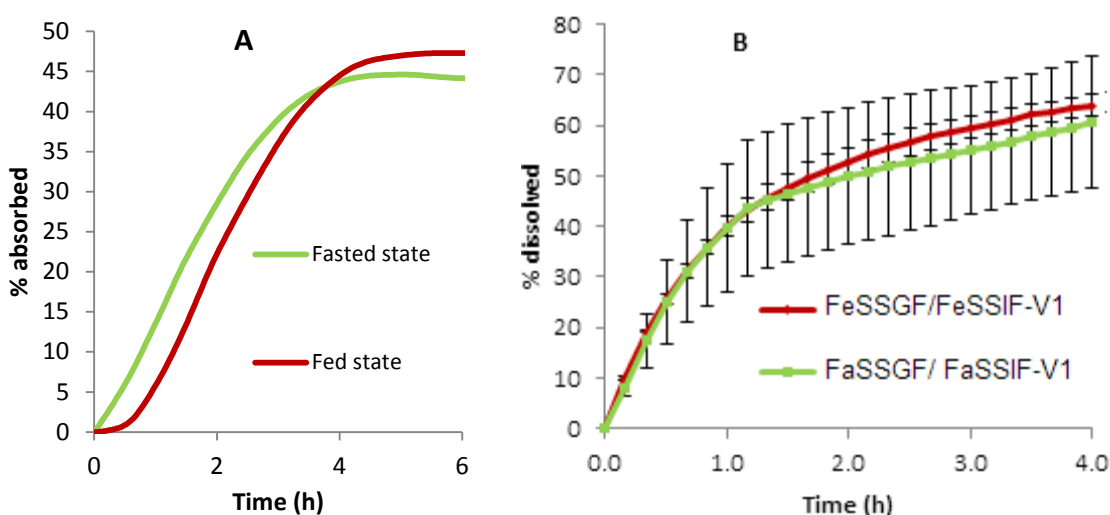 A
% absorbed
50
45
40
35
30
25
20
15
10
5
0
Fasted state
Fed state
0 2 4 6
Time (h)
B
% dissolved
80
70
60
50
40
30
20
10
0
FeSSGF/FeSSIF-V1
FaSSGF/ FaSSIF-V1
0.0 1.0 2.0 3.0 4.0
Time (h)